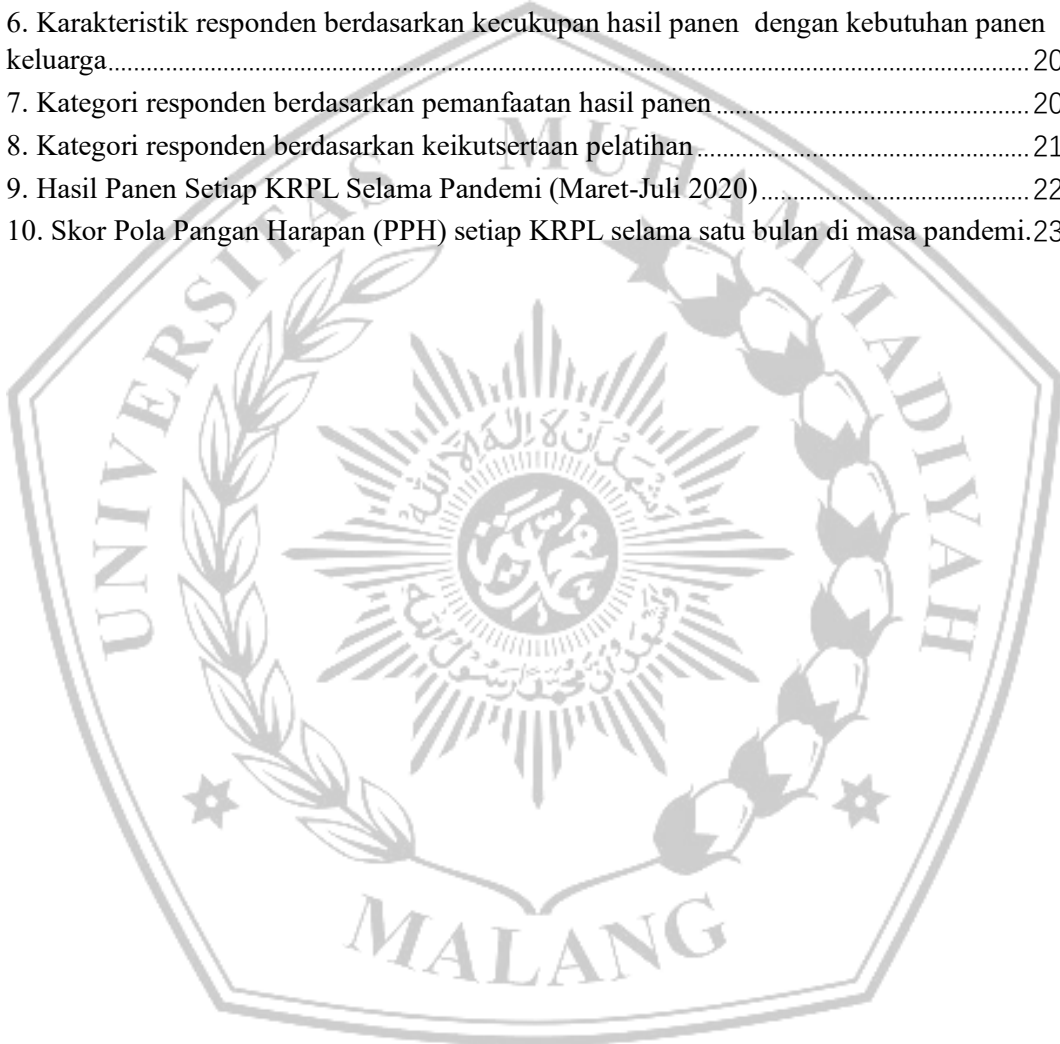 6. Karakteristik responden berdasarkan kecukupan hasil panen  dengan kebutuhan panen
keluarga........................................................................................................................20
7. Kategori responden berdasarkan pemanfaatan hasil panen.........................................20
8. Kategori responden berdasarkan keikutsertaan pelatihan...........................................21
9. Hasil Panen Setiap KRPL Selama Pandemi (Maret-Juli 2020)...................................22
10. Skor Pola Pangan Harapan (PPH) setiap KRPL selama satu bulan di masa pandemi.23
UNIVERSITAS MUHAMMADIYAH
MALANG